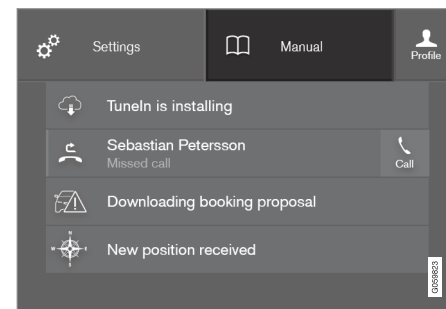 Settings
Manual
Profile
TuneIn is installing
Sebastian Petersson
Missed call
Call
Downloading booking proposal
New position received
G059823